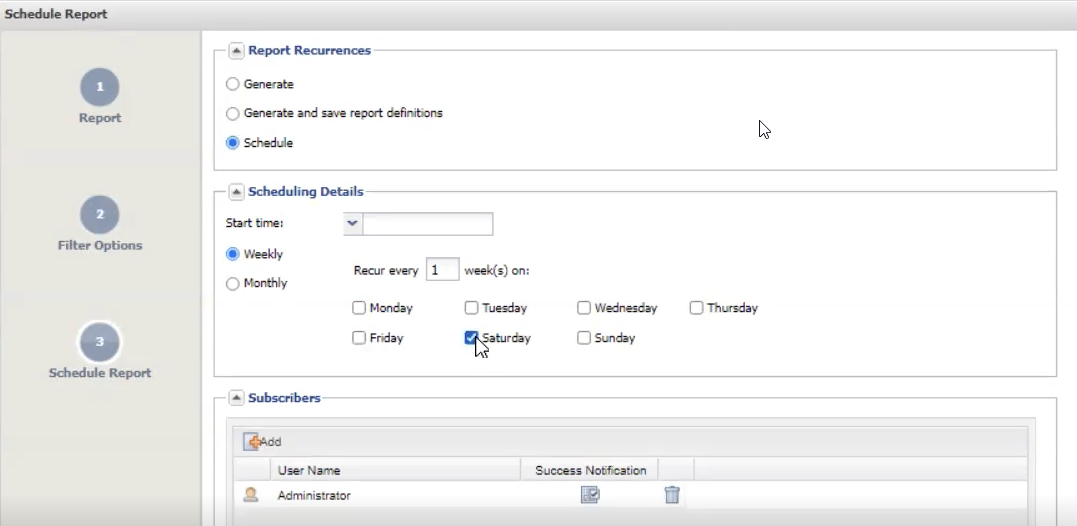 Schedule Report
1
Report
2
Filter Options
3
Schedule Report
Report Recurrences
Generate
Generate and save report definitions
Schedule
Scheduling Details
Start time:
Weekly
Monthly
Recur every 1 week(s) on:
Monday Tuesday Wednesday Thursday
Friday Saturday Sunday
Subscribers
Add
User Name Success Notification
Administrator